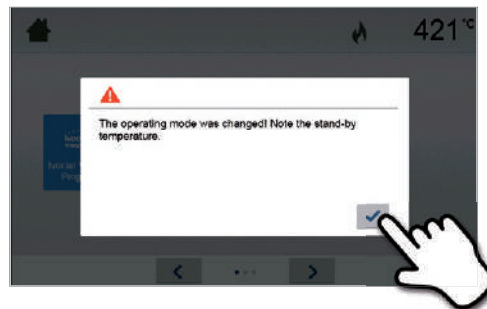 421 °C
The operating mode was changed! Note the stand-by
temperature.